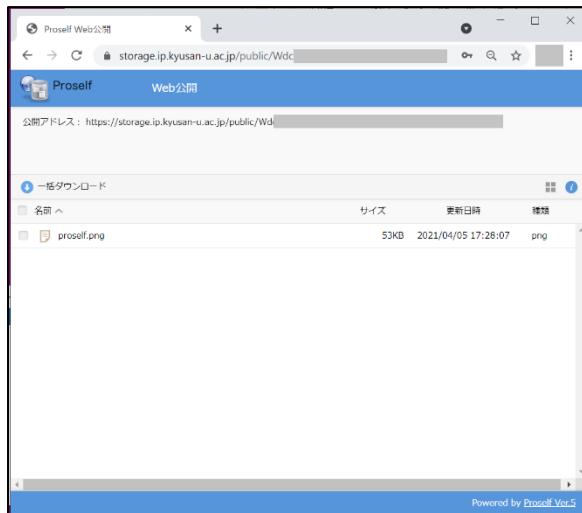 Proself Web公開
storage.ip.kyusan-u.ac.jp/public/Wdc
Proself Web公開
公開アドレス： https://storage.ip.kyusan-u.ac.jp/public/Wd
一括ダウンロード
名前 サイズ 更新日時 種類
proself.png 53KB 2021/04/05 17:28:07 png
Powered by Proself Ver.5